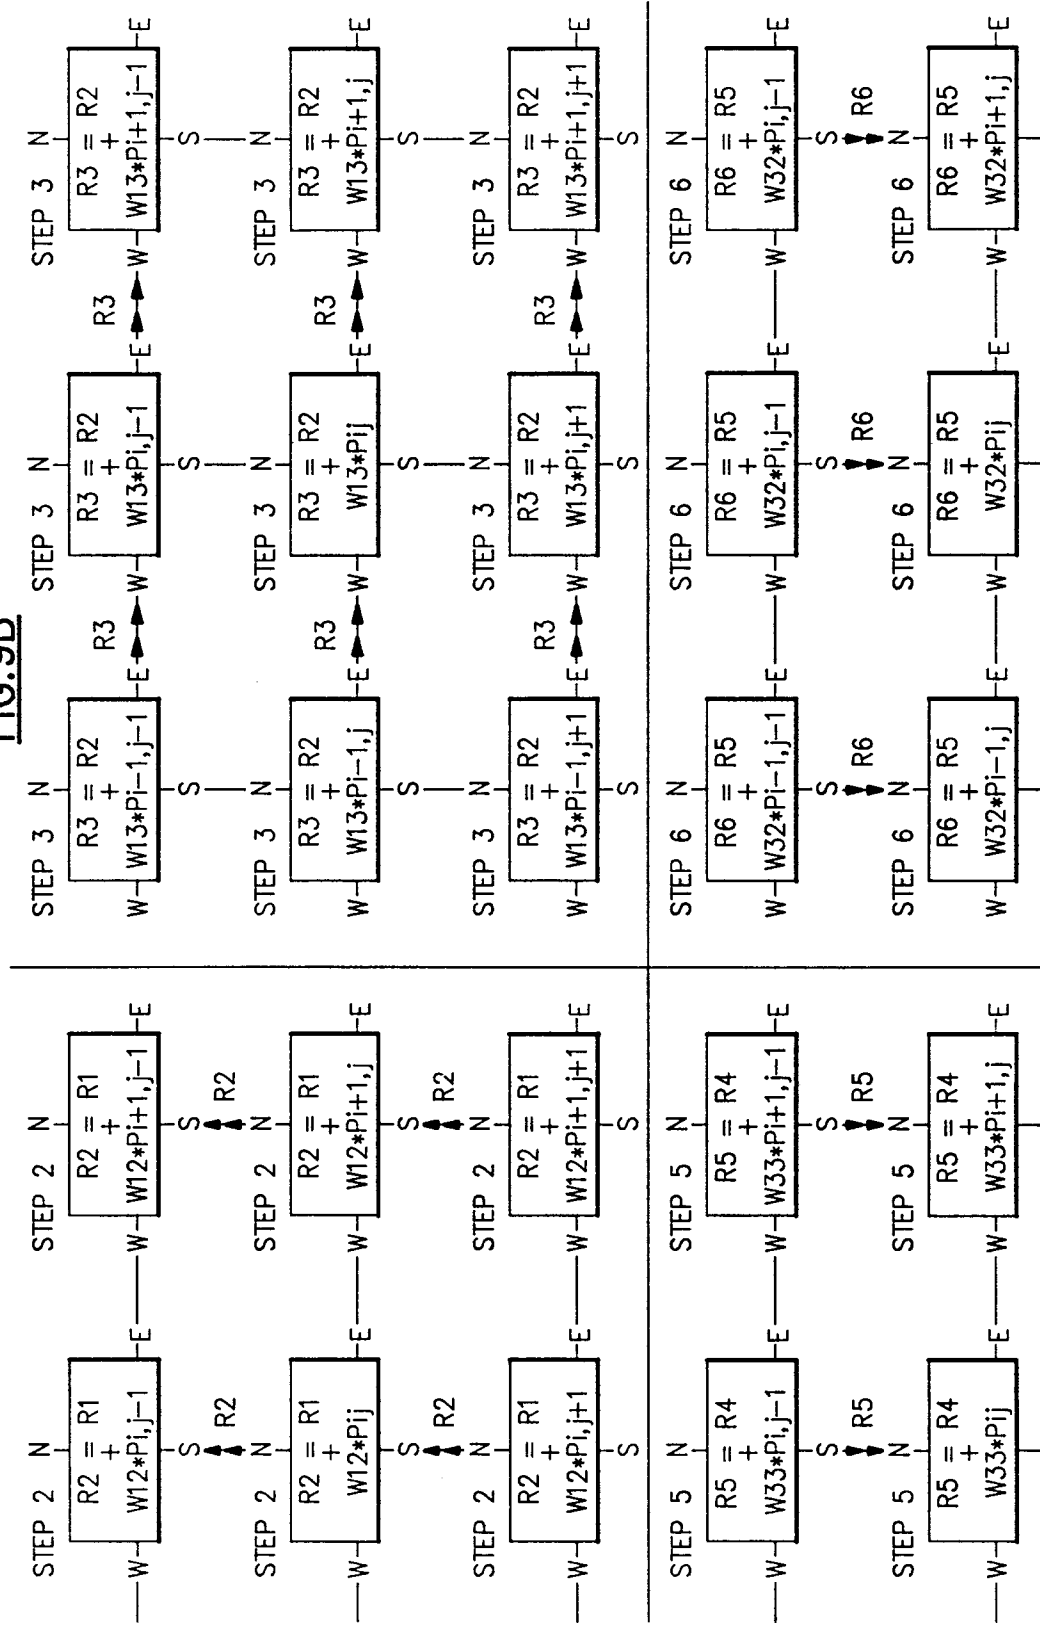 STEP 2 N STEP 2 N
R2 = R1 R2 = R1
+ +
W W12*Pi,j-1 E W W12*Pi+1,j-1 E
S S
R2 R2
STEP 2 N STEP 2 N
R2 = R1 R2 = R1
+ +
W W12*Pij E W W12*Pi+1,j E
S S
R2 R2
STEP 2 N STEP 2 N
R2 = R1 R2 = R1
+ +
W W12*Pi,j+1 E W W12*Pi+1,j+1 E
S S
STEP 3 N STEP 3 N STEP 3 N
R3 = R2 R3 = R2 R3 = R2
+ R3 + R3 +
W W13*Pi-1,j-1 E W W13*Pi,j-1 E W W13*Pi+1,j-1 E
S S S
STEP 3 N STEP 3 N STEP 3 N
R3 = R2 R3 = R2 R3 = R2
+ R3 + R3 +
W W13*Pi-1,j E W W13*Pij E W W13*Pi+1,j E
S S S
STEP 3 N STEP 3 N STEP 3 N
R3 = R2 R3 = R2 R3 = R2
+ R3 + R3 +
W W13*Pi-1,j+1 E W W13*Pi,j+1 E W W13*Pi+1,j+1 E
S S S
STEP 5 N STEP 5 N
R5 = R4 R5 = R4
+ +
W W33*Pi,j-1 E W W33*Pi+1,j-1 E
S S
R5 R5
STEP 5 N STEP 5 N
R5 = R4 R5 = R4
+ +
W W33*Pij E W W33*Pi+1,j E
STEP 6 N STEP 6 N STEP 6 N
R6 = R5 R6 = R5 R6 = R5
+ + +
W W32*Pi-1,j-1 E W W32*Pi,j-1 E W W32*Pi,j-1 E
S S S
R6 R6 R6
STEP 6 N STEP 6 N STEP 6 N
R6 = R5 R6 = R5 R6 = R5
+ + +
W W32*Pi-1,j E W W32*Pij E W W32*Pi+1,j E